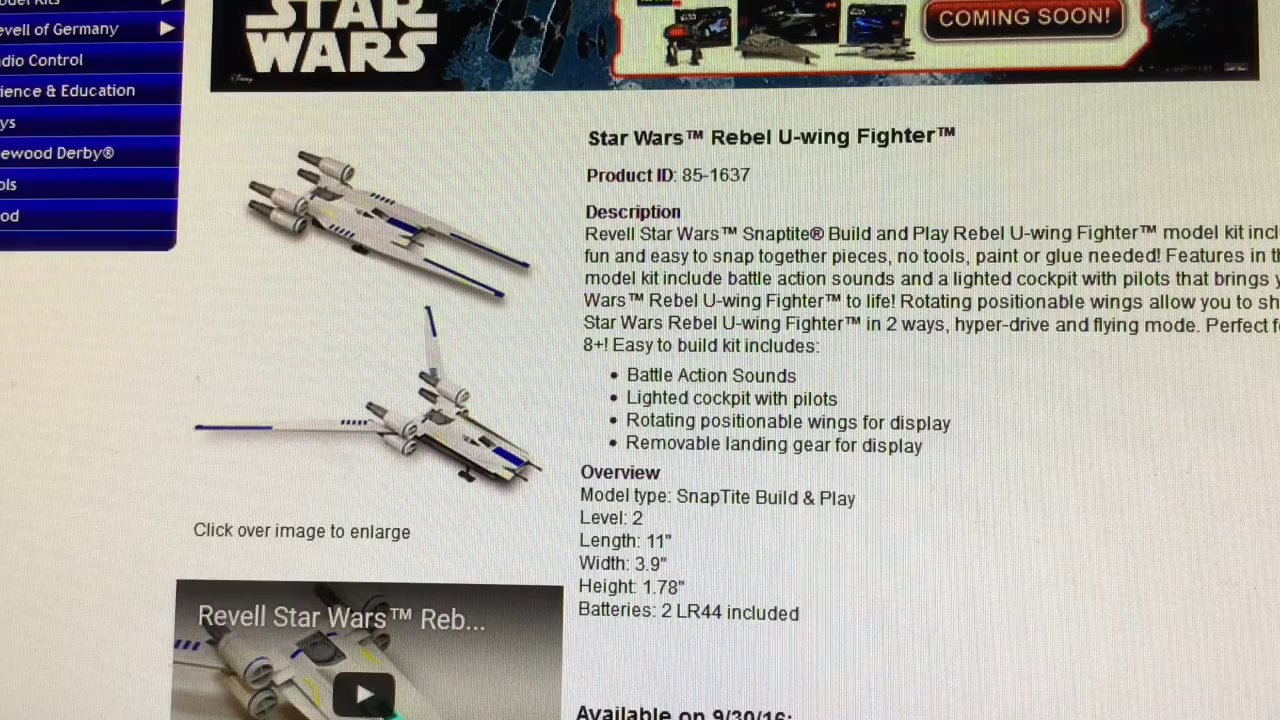 evell of Germany
dio Control
ience & Education
ys
ewood Derby®
ols
od
STAR
WARS
COMING SOON!
Star Wars™ Rebel U-wing Fighter™
Product ID: 85-1637
Description
Revell Star Wars™ Snaptite® Build and Play Rebel U-wing Fighter™ model kit incl
fun and easy to snap together pieces, no tools, paint or glue needed! Features in th
model kit include battle action sounds and a lighted cockpit with pilots that brings y
Wars™ Rebel U-wing Fighter™ to life! Rotating positionable wings allow you to sh
Star Wars Rebel U-wing Fighter™ in 2 ways, hyper-drive and flying mode. Perfect f
8+! Easy to build kit includes:
• Battle Action Sounds
• Lighted cockpit with pilots
• Rotating positionable wings for display
• Removable landing gear for display
Overview
Model type: SnapTite Build & Play
Level: 2
Length: 11"
Width: 3.9"
Height: 1.78"
Batteries: 2 LR44 included
Click over image to enlarge
Revell Star Wars™ Reb...
Available on 9/30/16: